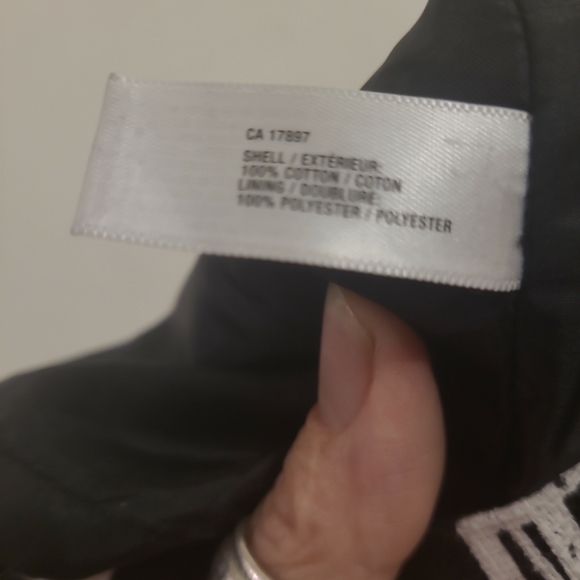 CA 17897
SHELL / EXTÉRIEUR:
100% COTTON / COTON
LINING / DOUBLURE:
100% POLYESTER / POLYESTER